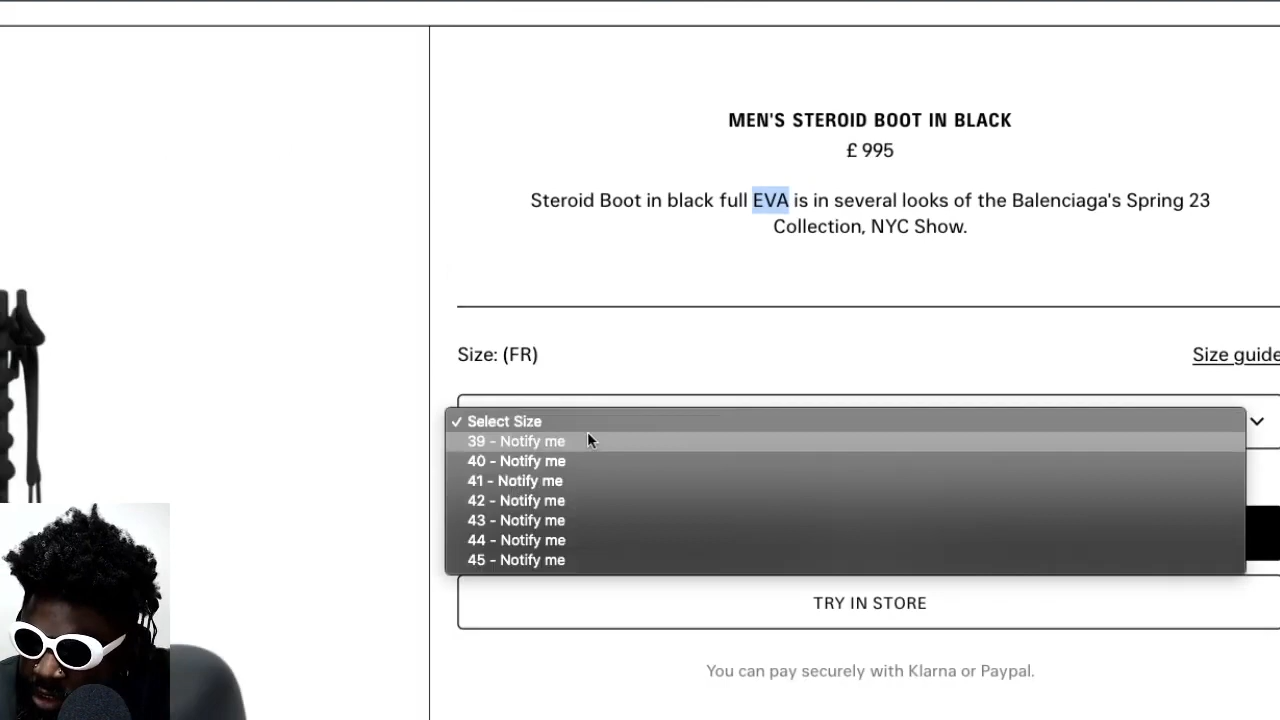 MEN'S STEROID BOOT IN BLACK
£ 995
Steroid Boot in black full EVA is in several looks of the Balenciaga's Spring 23
Collection, NYC Show.
Size: (FR)
Size guide
✓ Select Size
39 - Notify me
40 - Notify me
41 - Notify me
42 - Notify me
43 - Notify me
44 - Notify me
45 - Notify me
TRY IN STORE
You can pay securely with Klarna or Paypal.